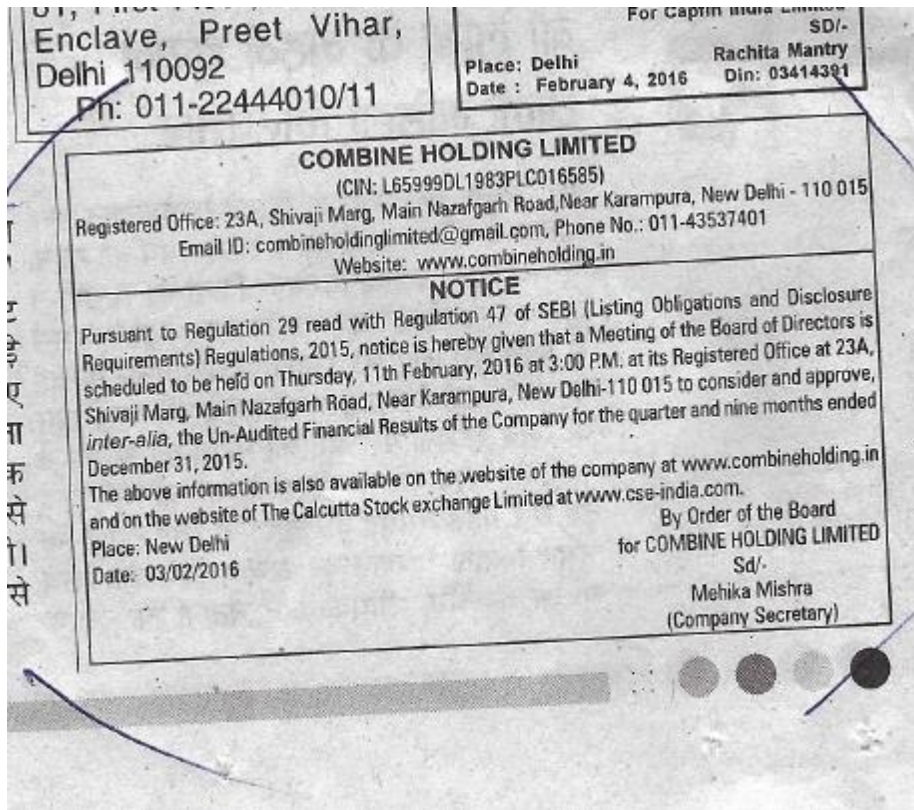 Enclave, Preet Vihar,
Delhi 110092
Ph: 011-22444010/11
For Captin India Limited
SD/-
Rachita Mantry
Place: Delhi
Din: 03414391
Date : February 4, 2016
COMBINE HOLDING LIMITED
(CIN: L65999DL1983PLC016585)
Registered Office: 23A, Shivaji Marg, Main Nazafgarh Road,Near Karampura, New Delhi - 110 015
Email ID: combineholdinglimited@gmail.com, Phone No.: 011-43537401
Website: www.combineholding.in
NOTICE
Pursuant to Regulation 29 read with Regulation 47 of SEBI (Listing Obligations and Disclosure
Requirements) Regulations, 2015, notice is hereby given that a Meeting of the Board of Directors is
scheduled to be held on Thursday, 11th February, 2016 at 3:00 P.M. at its Registered Office at 23A,
Shivaji Marg, Main Nazafgarh Road, Near Karampura, New Delhi-110 015 to consider and approve,
inter-alia, the Un-Audited Financial Results of the Company for the quarter and nine months ended
December 31, 2015.
The above information is also available on the website of the company at www.combineholding.in
and on the website of The Calcutta Stock exchange Limited at www.cse-india.com.
By Order of the Board
Place: New Delhi
for COMBINE HOLDING LIMITED
Date: 03/02/2016
Sd/-
Mehika Mishra
(Company Secretary)
क
से
से